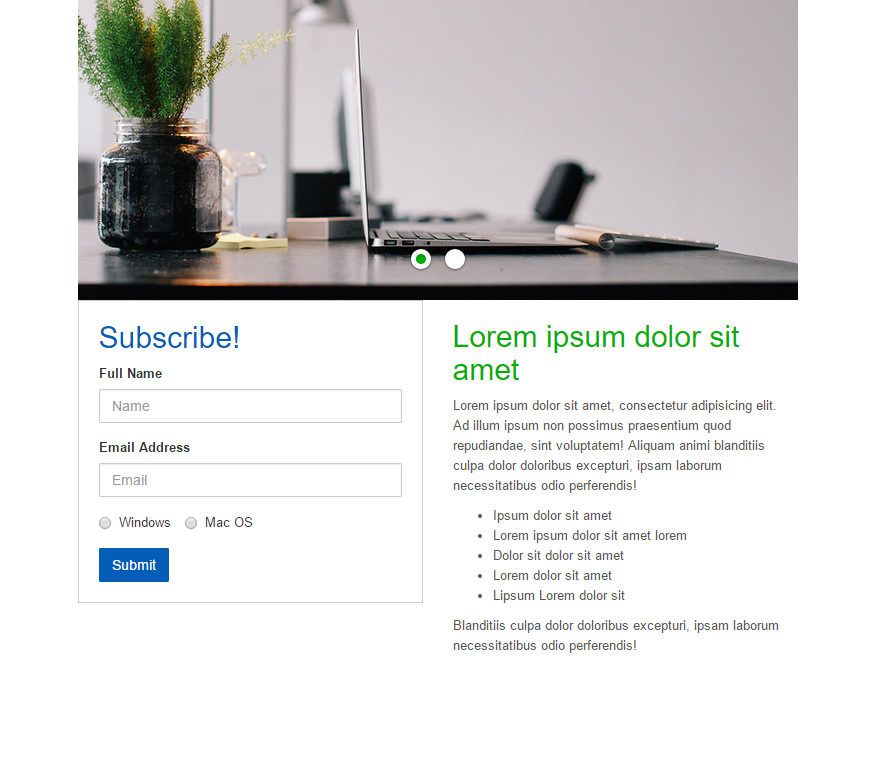 Subscribe!
Full Name
Name
Email Address
Email
Windows Mac OS
Submit
Lorem ipsum dolor sit
amet
Lorem ipsum dolor sit amet, consectetur adipisicing elit.
Ad illum ipsum non possimus praesentium quod
repudiandae, sint voluptatem! Aliquam animi blanditiis
culpa dolor doloribus excepturi, ipsam laborum
necessitatibus odio perferendis!
• Ipsum dolor sit amet
• Lorem ipsum dolor sit amet lorem
• Dolor sit dolor sit amet
• Lorem dolor sit amet
• Lipsum Lorem dolor sit
Blanditiis culpa dolor doloribus excepturi, ipsam laborum
necessitatibus odio perferendis!